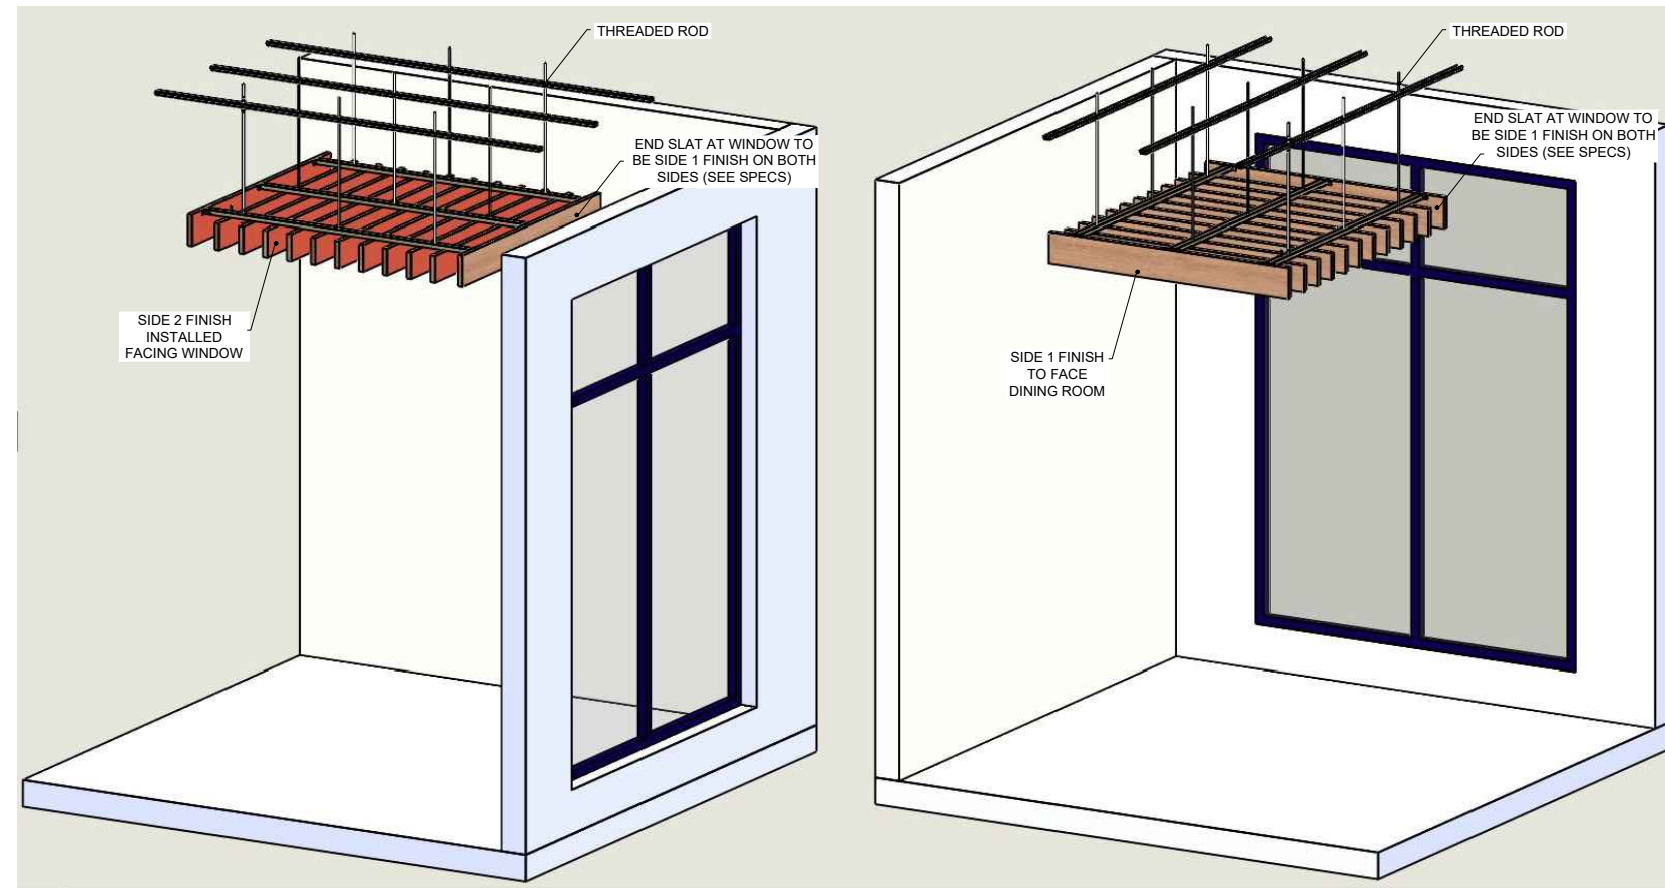 THREADED ROD
END SLAT AT WINDOW TO
BE SIDE 1 FINISH ON BOTH
SIDES (SEE SPECS)
SIDE 2 FINISH
INSTALLED
FACING WINDOW
THREADED ROD
END SLAT AT WINDOW TO
BE SIDE 1 FINISH ON BOTH
SIDES (SEE SPECS)
SIDE 1 FINISH
TO FACE
DINING ROOM